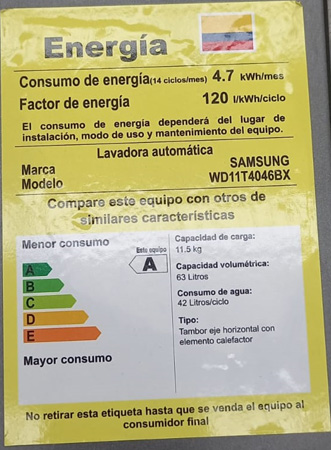 Energía
Consumo de energía(14 ciclos/mes) 4.7 kWh/mes
Factor de energía 120 l/kWh/ciclo
El consumo de energía dependerá del lugar de
instalación, modo de uso y mantenimiento del equipo.
Lavadora automática
Marca SAMSUNG
Modelo WD11T4046BX
Compare este equipo con otros de
similares características
Menor consumo
Este equipo
A
A
B
C
D
E
Mayor consumo
Capacidad de carga:
11.5 kg
Capacidad volumétrica:
63 Litros
Consumo de agua:
42 Litros/ciclo
Tipo:
Tambor eje horizontal con
elemento calefactor
No retirar esta etiqueta hasta que se venda el equipo al
consumidor final